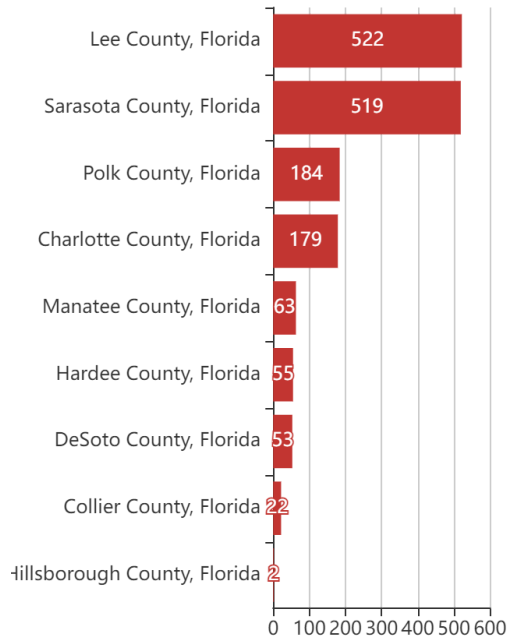 Lee County, Florida 522
Sarasota County, Florida 519
Polk County, Florida 184
Charlotte County, Florida 179
Manatee County, Florida 63
Hardee County, Florida 55
DeSoto County, Florida 53
Collier County, Florida 22
Hillsborough County, Florida 2
0 100 200 300 400 500 600